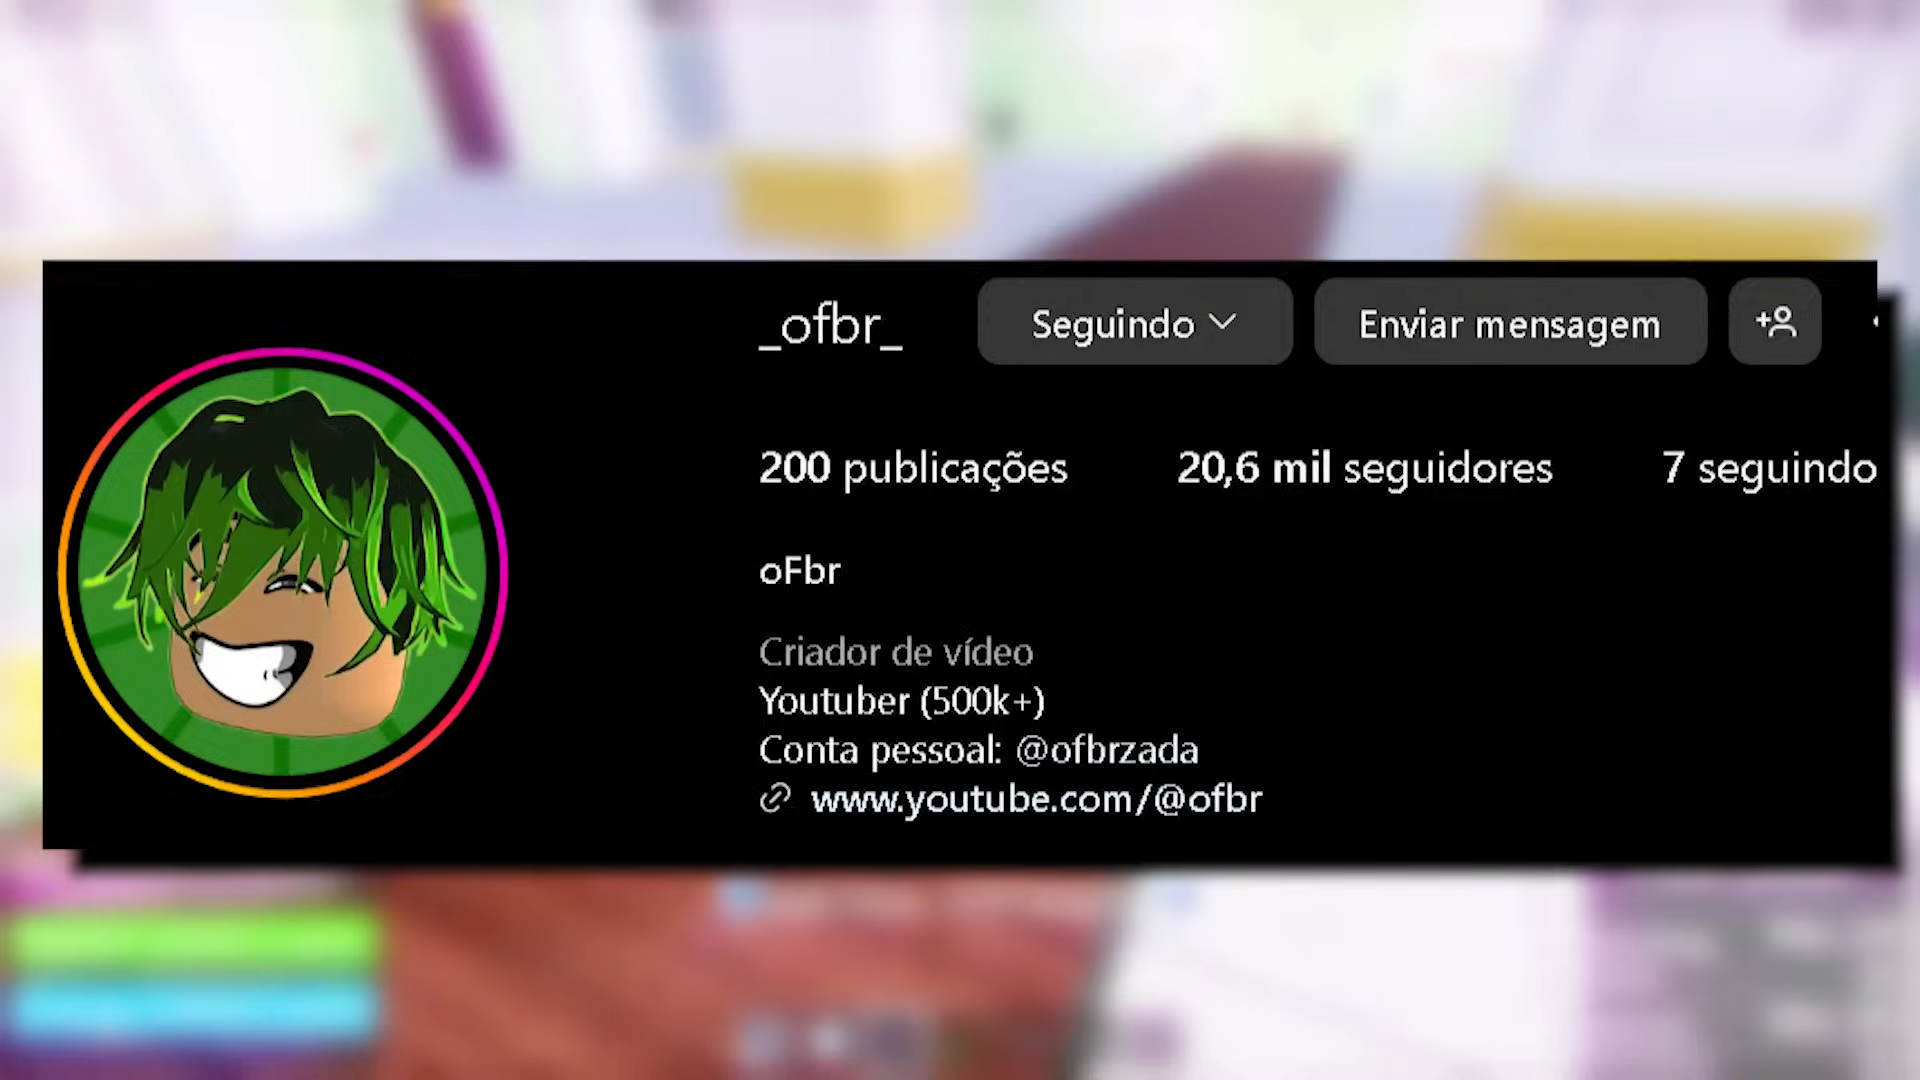 _ofbr_ Seguindo Enviar mensagem
200 publicações 20,6 mil seguidores 7 seguindo
oFbr
Criador de vídeo
Youtuber (500k+)
Conta pessoal: @ofbrzada
www.youtube.com/@ofbr